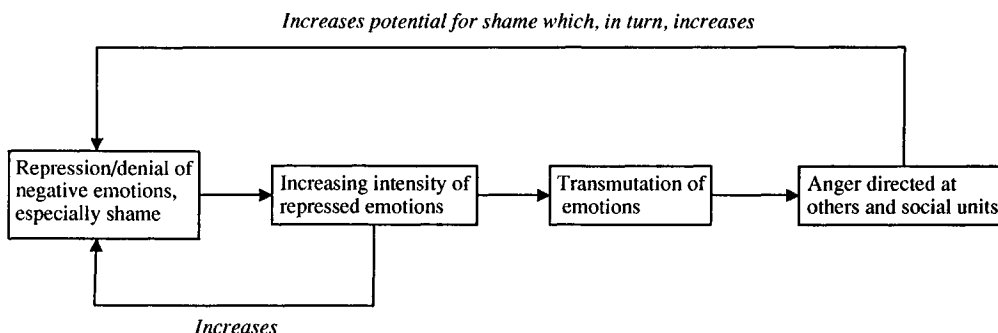 Increases potential for shame which, in turn, increases
Repression/denial of
negative emotions,
especially shame
Increasing intensity of
repressed emotions
Transmutation of
emotions
Anger directed at
others and social units
Increases